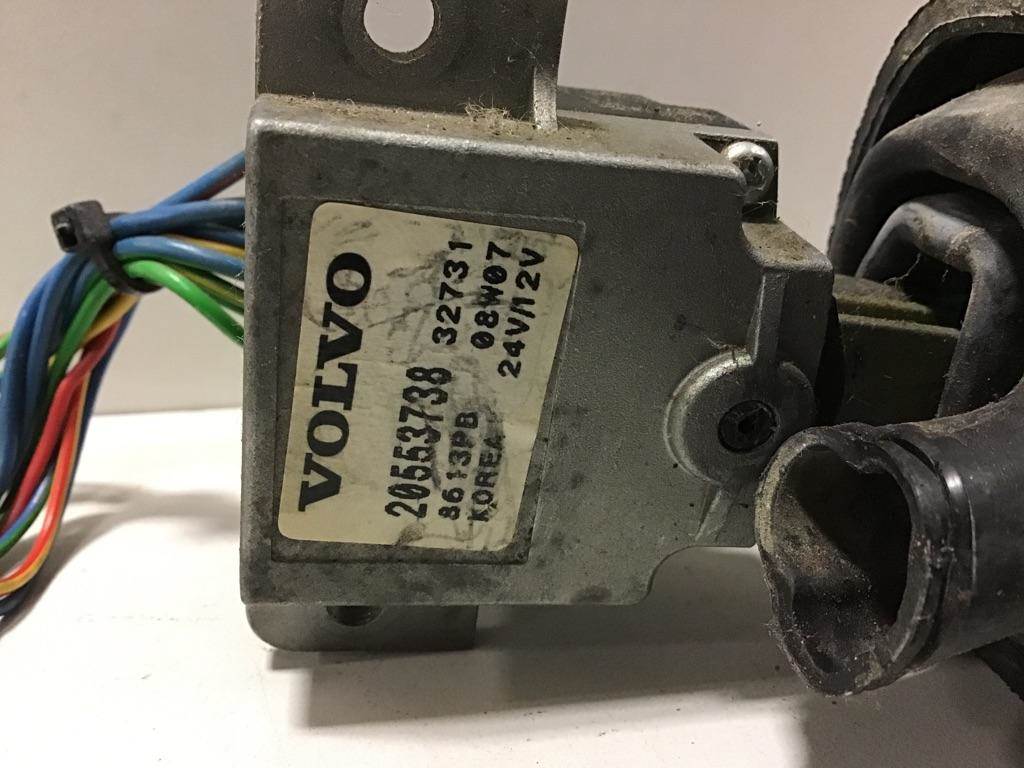 VOLVO
20553738 32731
8613PB 08W07
KOREA 24V/12V